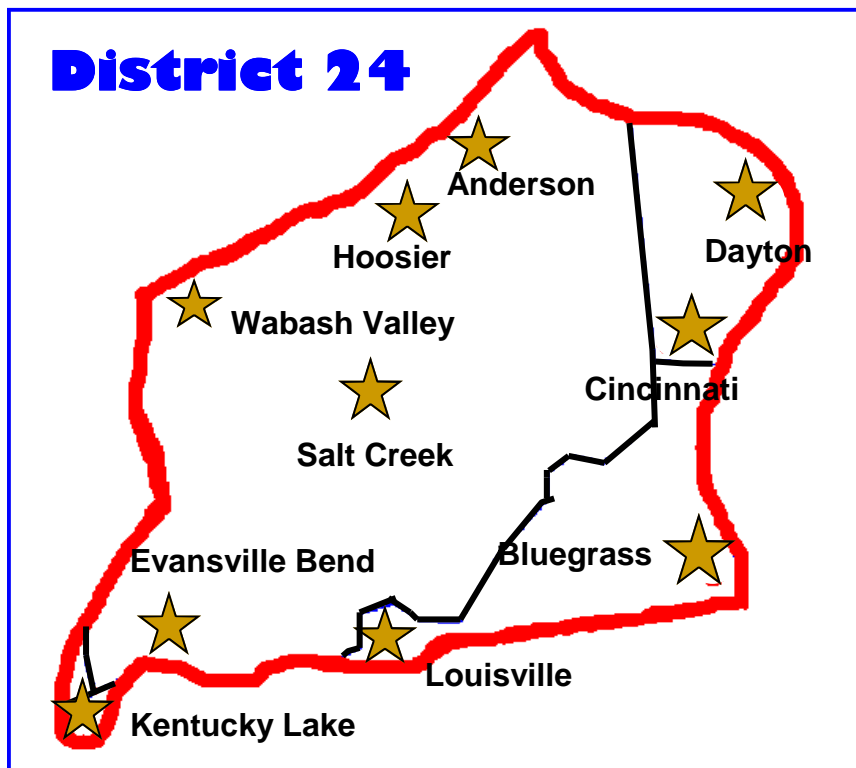 District 24
Anderson
Hoosier
Dayton
Wabash Valley
Cincinnati
Salt Creek
Bluegrass
Evansville Bend
Louisville
Kentucky Lake